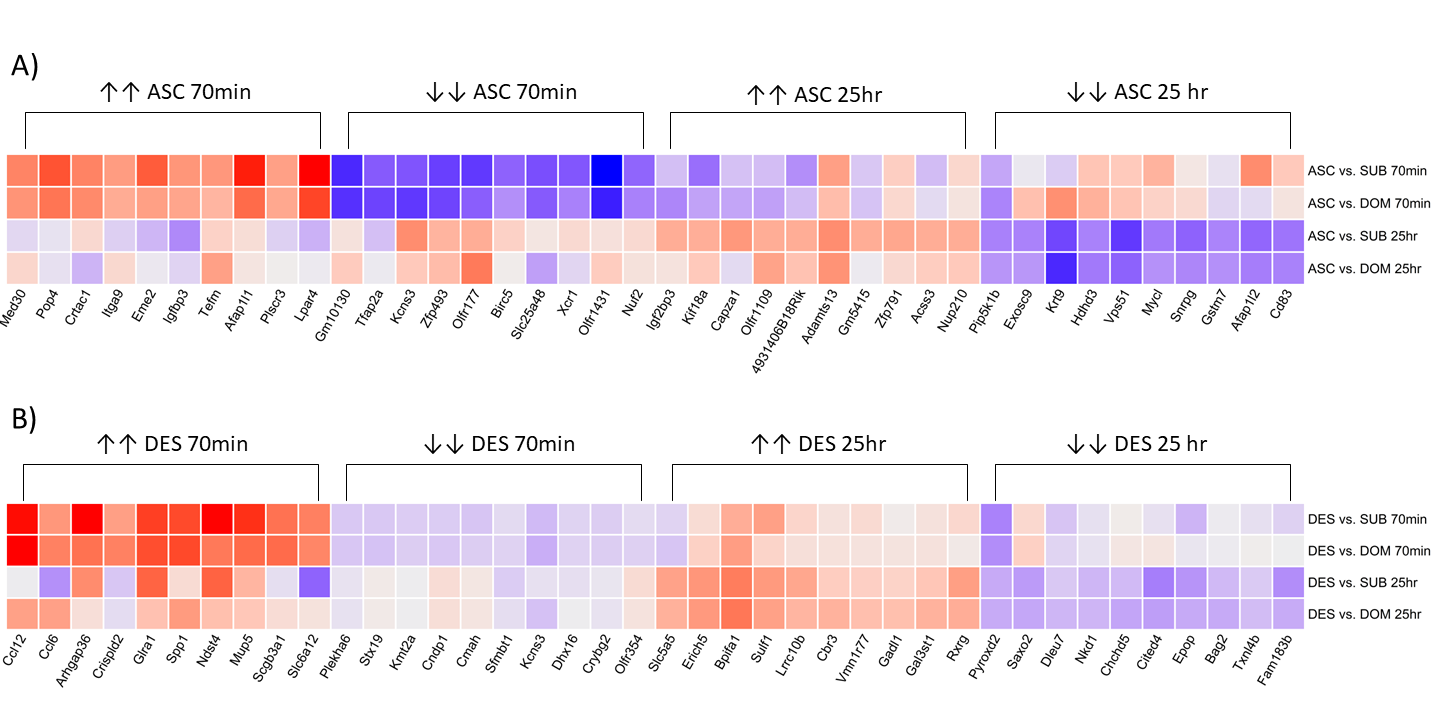 A)
↑↑ ASC 70min
↓↓ ASC 70min
↑↑ ASC 25hr
↓↓ ASC 25 hr
ASC vs. SUB 70min
ASC vs. DOM 70min
ASC vs. SUB 25hr
ASC vs. DOM 25hr
Med30
Pop4
Crtac1
Itga9
Eme2
Igfbp3
Tefm
Afap1l1
Plscr3
Lpar4
Gm10130
Tfap2a
Kcns3
Zfp493
Olfr177
Birc5
Slc25a48
Xcr1
Olfr1431
Nuf2
Igf2bp3
Kif18a
Capza1
Olfr1109
4931406B18Rik
Adamts13
Gm5415
Zfp791
Acss3
Nup210
Pip5k1b
Exosc9
Krt9
Hdhd3
Vps51
Mycl
Snrpg
Gstm7
Afap1l2
Cd83
B)
↑↑ DES 70min
↓↓ DES 70min
↑↑ DES 25hr
↓↓ DES 25 hr
DES vs. SUB 70min
DES vs. DOM 70min
DES vs. SUB 25hr
DES vs. DOM 25hr
Ccl12
Ccl6
Arhgap36
Crispld2
Glra1
Spp1
Ndst4
Mup5
Scgb3a1
Slc6a12
Plekha6
Stx19
Kmt2a
Cndp1
Cmah
Sfmbt1
Kcns3
Dhx16
Crybg2
Olfr354
Slc5a5
Erich5
Bpifa1
Sulf1
Lrrc10b
Cbr3
Vmn1r77
Gadl1
Gal3st1
Rxrg
Pyroxd2
Saxo2
Dleu7
Nkd1
Chchd5
Cited4
Epop
Bag2
Txnl4b
Fam183b